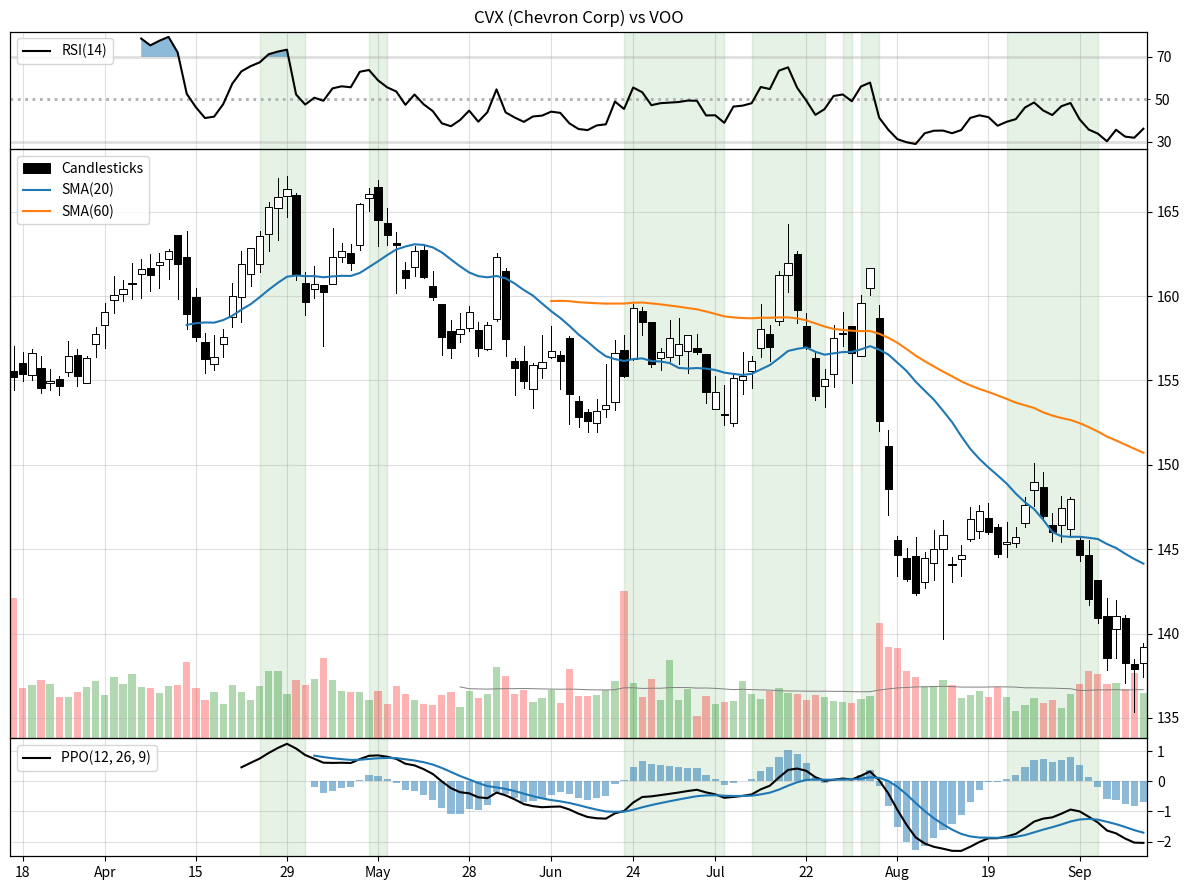 CVX (Chevron Corp) vs VOO
RSI(14)
70
50
30
Candlesticks
SMA(20)
SMA(60)
165
160
155
150
145
140
135
PPO(12, 26, 9)
1
0
−1
−2
18 Apr 15 29 May 28 Jun 24 Jul 22 Aug 19 Sep